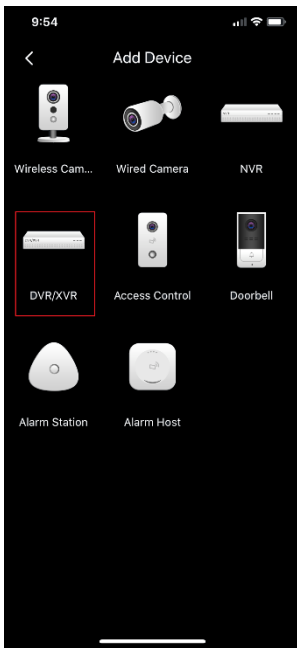 9:54
Add Device
Wireless Cam...
Wired Camera
NVR
DVR/XVR
Access Control
Doorbell
Alarm Station
Alarm Host